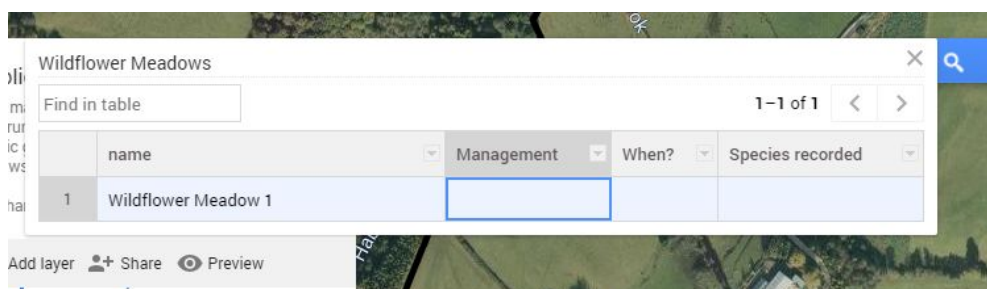 Wildflower Meadows
Find in table
1–1 of 1
name
Management
When?
Species recorded
1
Wildflower Meadow 1
Add layer
Share
Preview